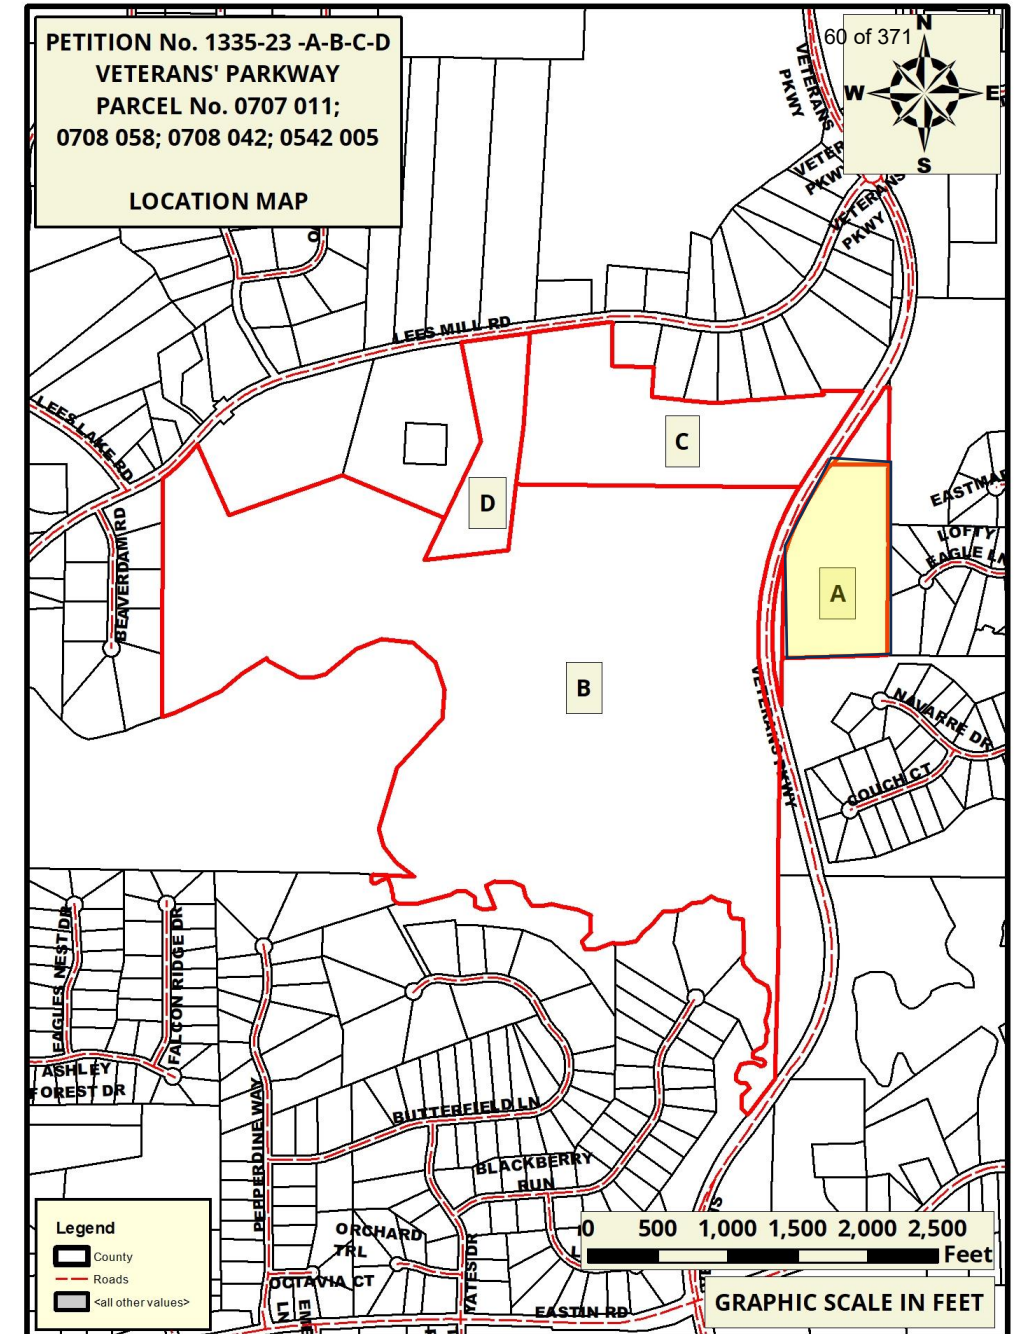 PETITION No. 1335-23 -A-B-C-D
VETERANS' PARKWAY
PARCEL No. 0707 011;
0708 058; 0708 042; 0542 005
LOCATION MAP
60 of 371
N
W
E
S
VETERANS
PKWY
PKWY
VETERANS
PKWY
LEES MILL RD
LEES LAKE RD
BEAVERDAM RD
C
D
A
B
LOFTY
EAGLE LN
VETERANS PKWY
NAVARRE DR
COUCH CT
EAGLES NEST DR
FALCON RIDGE DR
ASHLEY
FOREST DR
PEPPERDINE WAY
BUTTERFIELD LN
BLACKBERRY
RUN
ORCHARD
TRL
OCTAVIA CT
LN
YATES DR
EASTIN RD
Legend
County
Roads
<all other values>
0 500 1,000 1,500 2,000 2,500
Feet
GRAPHIC SCALE IN FEET